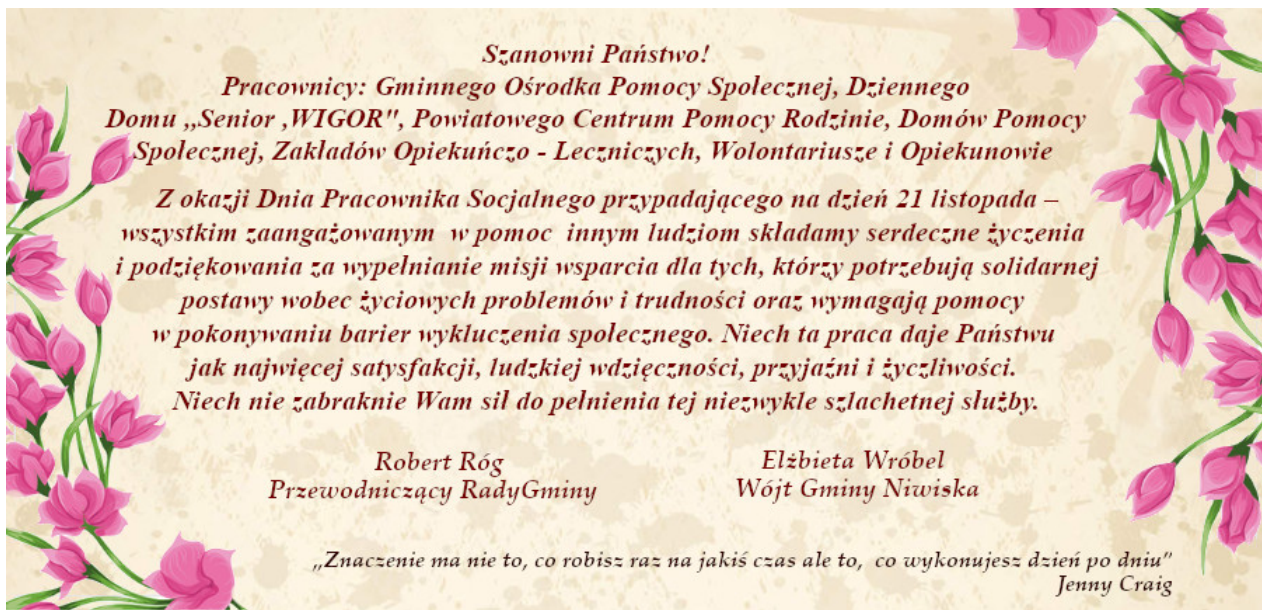 Szanowni Państwo!
Pracownicy: Gminnego Ośrodka Pomocy Społecznej, Dziennego
Domu ,,Senior ,WIGOR", Powiatowego Centrum Pomocy Rodzinie, Domów Pomocy
Społecznej, Zakładów Opiekuńczo - Leczniczych, Wolontariusze i Opiekunowie
Z okazji Dnia Pracownika Socjalnego przypadającego na dzień 21 listopada –
wszystkim zaangażowanym w pomoc innym ludziom składamy serdeczne życzenia
i podziękowania za wypełnianie misji wsparcia dla tych, którzy potrzebują solidarnej
postawy wobec życiowych problemów i trudności oraz wymagają pomocy
w pokonywaniu barier wykluczenia społecznego. Niech ta praca daje Państwu
jak najwięcej satysfakcji, ludzkiej wdzięczności, przyjaźni i życzliwości.
Niech nie zabraknie Wam sił do pełnienia tej niezwykle szlachetnej służby.
Robert Róg
Przewodniczący RadyGminy
Elżbieta Wróbel
Wójt Gminy Niwiska
„Znaczenie ma nie to, co robisz raz na jakiś czas ale to, co wykonujesz dzień po dniu”
Jenny Craig